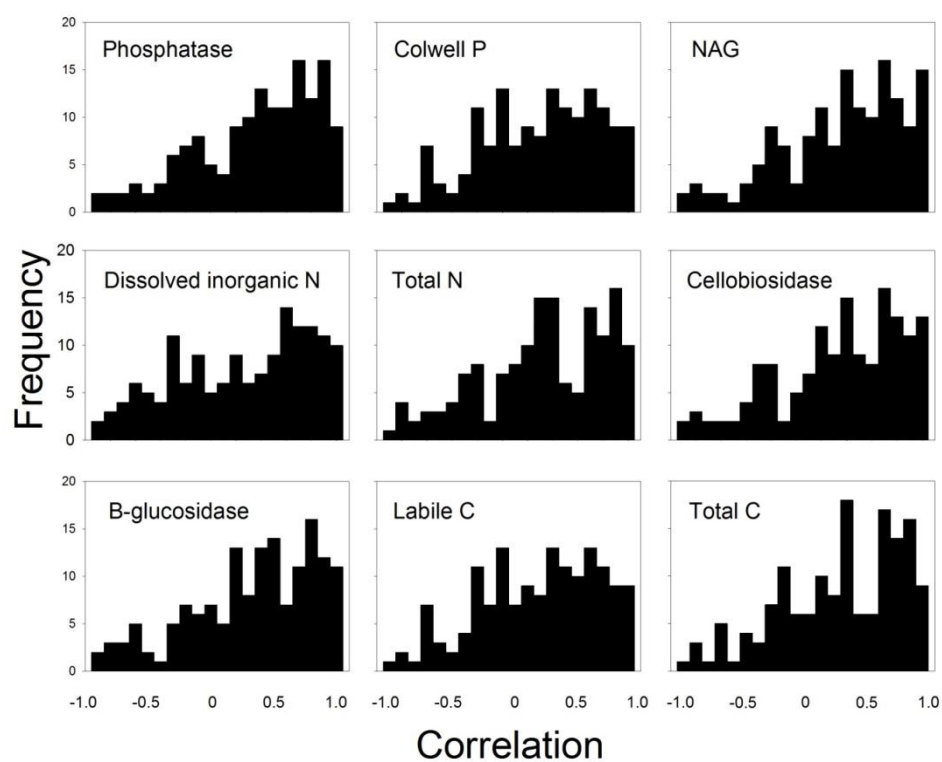 20
15
10
5
0
Phosphatase
Colwell P
NAG
20
15
10
5
0
Dissolved inorganic N
Total N
Cellobiosidase
20
15
10
5
0
B-glucosidase
Labile C
Total C
Frequency
-1.0 -0.5 0 0.5 1.0 -1.0 -0.5 0 0.5 1.0 -1.0 -0.5 0 0.5 1.0
Correlation